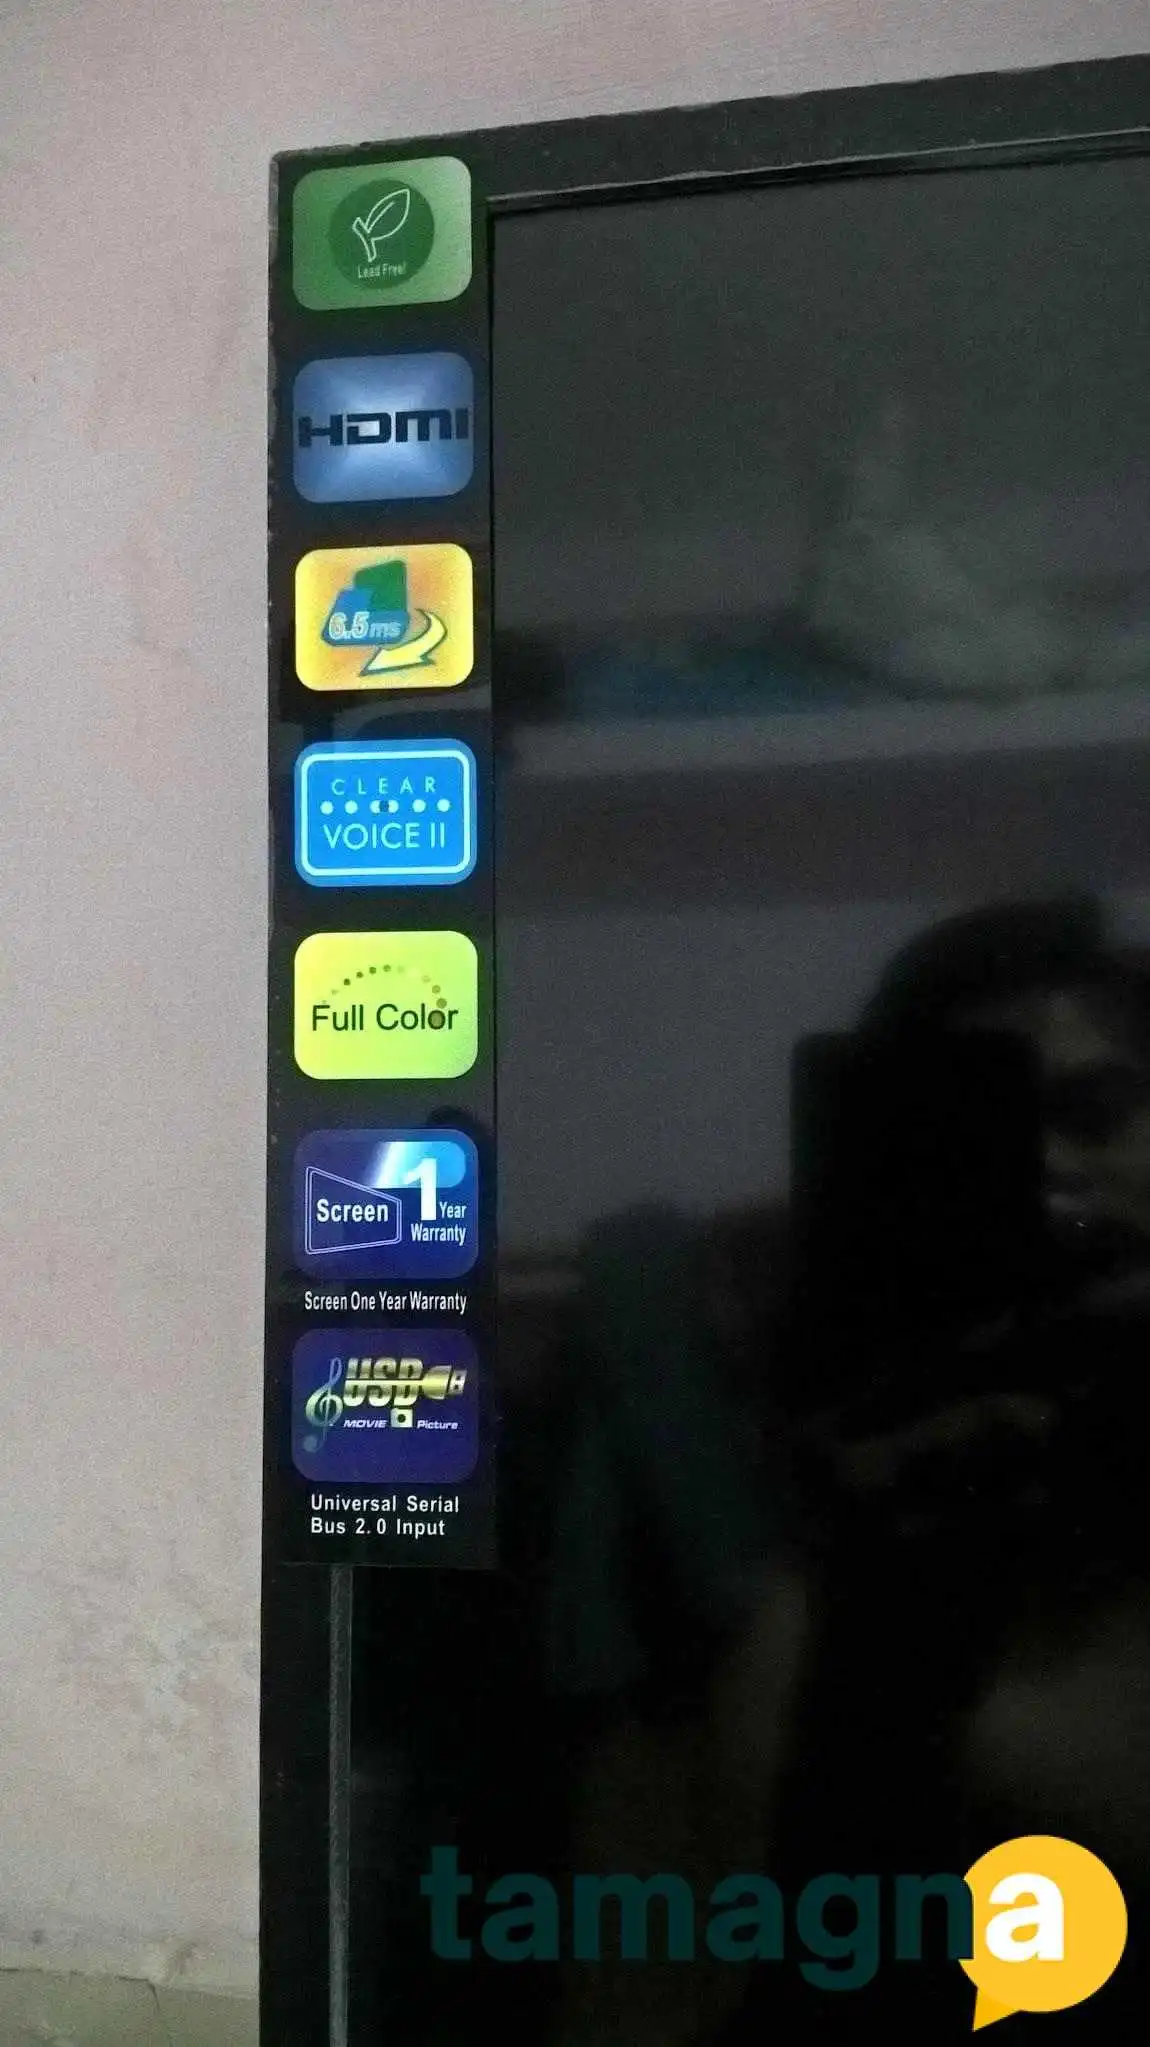 Lead Frye!
HDMI
6.5ms
CLEAR
VOICE II
Full Color
Screen 1 Year
Warranty
Screen One Year Warranty
USB
MOVIE Picture
Universal Serial
Bus 2.0 Input
tamagna